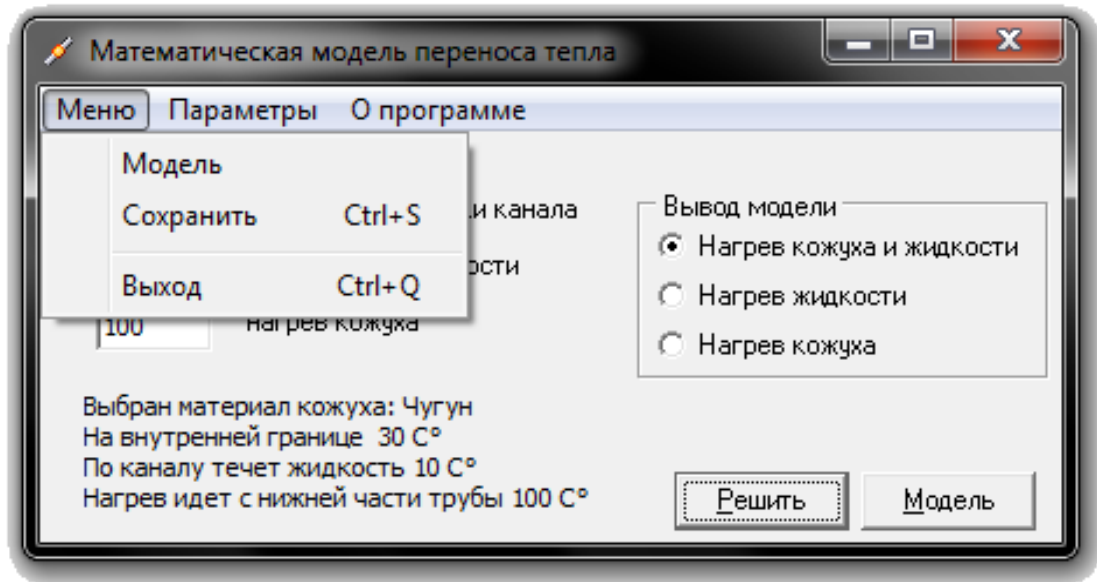 Математическая модель переноса тепла
Меню Параметры О программе
Модель
Сохранить Ctrl+S
Выход Ctrl+Q
и канала
100 Нагрев кожуха
Вывод модели
Нагрев кожуха и жидкости
Нагрев жидкости
Нагрев кожуха
Выбран материал кожуха: Чугун
На внутренней границе 30 С°
По каналу течет жидкость 10 С°
Нагрев идет с нижней части трубы 100 С°
Решить Модель